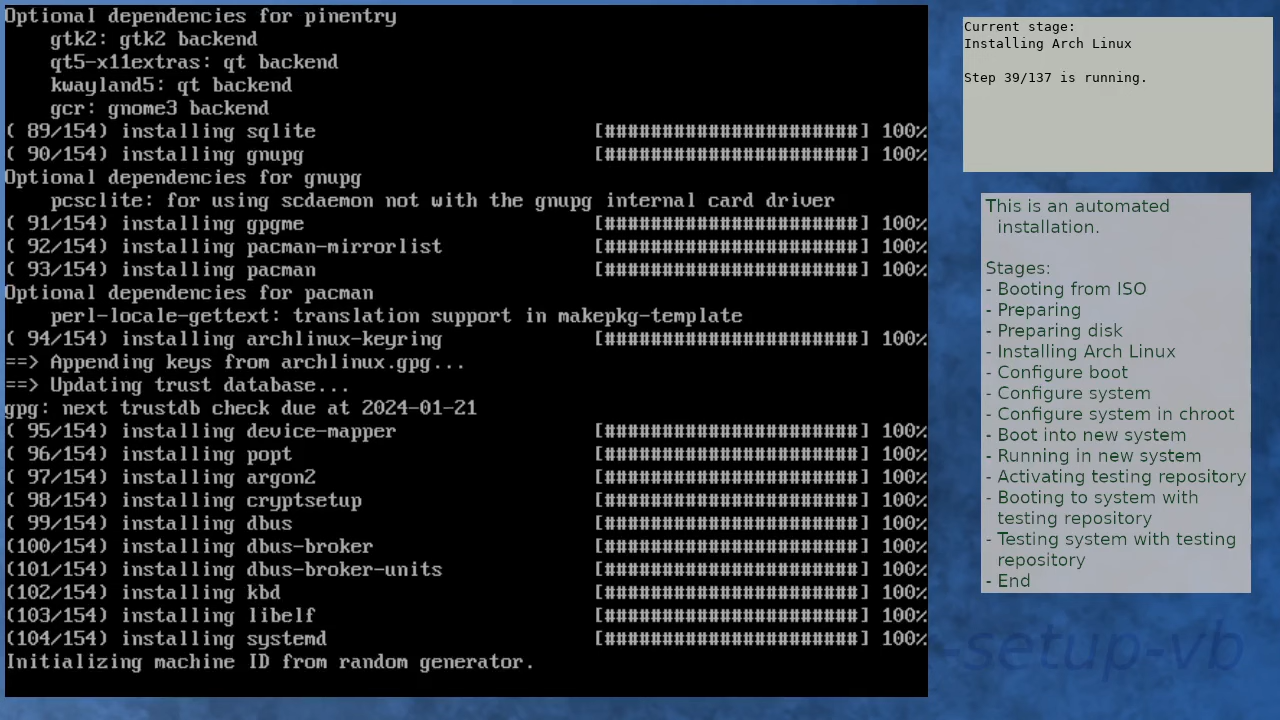 Optional dependencies for pinentry
    gtk2: gtk2 backend
    qt5-x11extras: qt backend
    kwayland5: qt backend
    gcr: gnome3 backend
( 89/154) installing sqlite [######################] 100%
( 90/154) installing gnupg [######################] 100%
Optional dependencies for gnupg
    pcsclite: for using scdaemon not with the gnupg internal card driver
( 91/154) installing gpgme [######################] 100%
( 92/154) installing pacman-mirrorlist [######################] 100%
( 93/154) installing pacman [######################] 100%
Optional dependencies for pacman
    perl-locale-gettext: translation support in makepkg-template
( 94/154) installing archlinux-keyring [######################] 100%
==> Appending keys from archlinux.gpg...
==> Updating trust database...
gpg: next trustdb check due at 2024-01-21
( 95/154) installing device-mapper [######################] 100%
( 96/154) installing popt [######################] 100%
( 97/154) installing argon2 [######################] 100%
( 98/154) installing cryptsetup [######################] 100%
( 99/154) installing dbus [######################] 100%
(100/154) installing dbus-broker [######################] 100%
(101/154) installing dbus-broker-units [######################] 100%
(102/154) installing kbd [######################] 100%
(103/154) installing libelf [######################] 100%
(104/154) installing systemd [######################] 100%
Initializing machine ID from random generator.
Current stage:
Installing Arch Linux
Step 39/137 is running.
This is an automated
installation.
Stages:
- Booting from ISO
- Preparing
- Preparing disk
- Installing Arch Linux
- Configure boot
- Configure system
- Configure system in chroot
- Boot into new system
- Running in new system
- Activating testing repository
- Booting to system with
testing repository
- Testing system with testing
repository
- End
-setup-vb